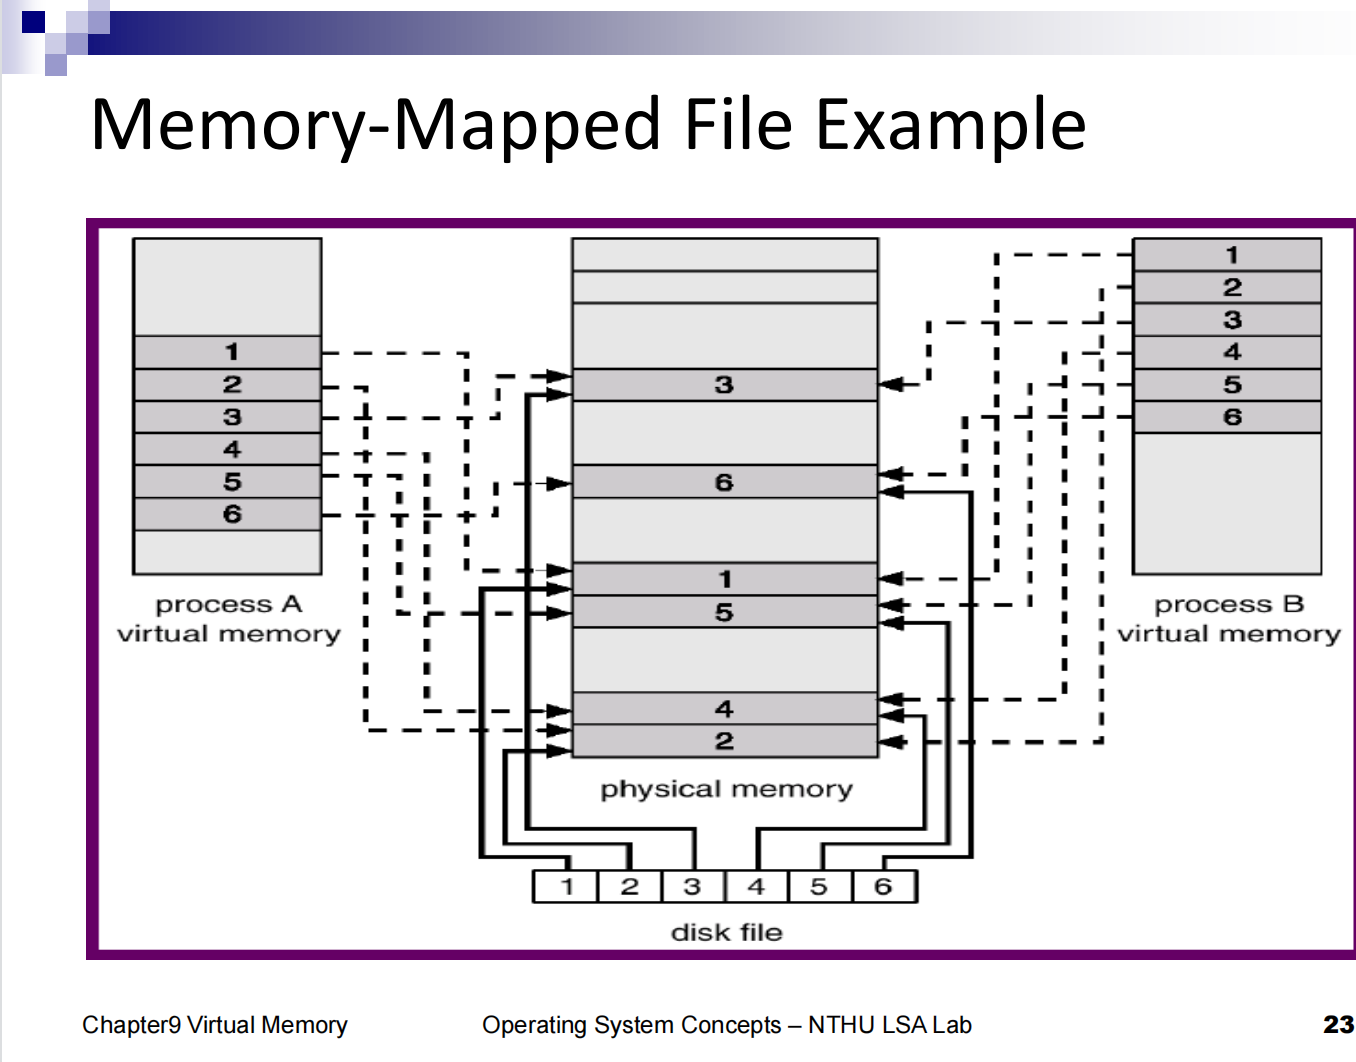 Memory-Mapped File Example
1
2
3
4
5
6
process A
virtual memory
3
6
1
5
4
2
physical memory
1
2
3
4
5
6
process B
virtual memory
1 2 3 4 5 6
disk file
Chapter9 Virtual Memory
Operating System Concepts – NTHU LSA Lab
23